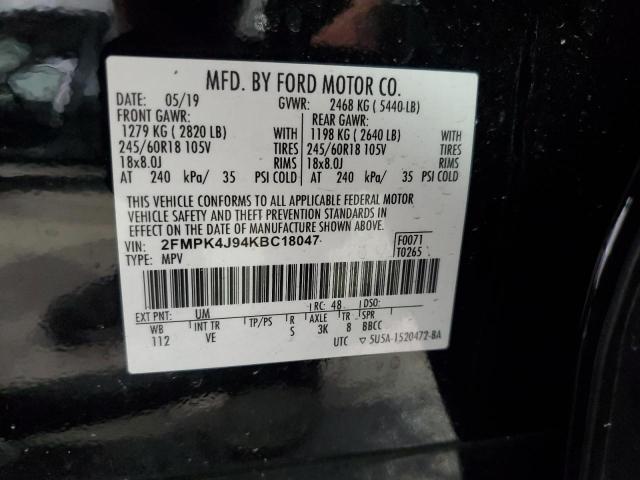 MFD. BY FORD MOTOR CO.
DATE: 05/19 GVWR: 2468 KG ( 5440 LB)
FRONT GAWR: REAR GAWR:
1279 KG ( 2820 LB) WITH 1198 KG ( 2640 LB) WITH
245/60R18 105V TIRES 245/60R18 105V TIRES
18x8.0J RIMS 18x8.0J RIMS
AT 240 kPa/ 35 PSI COLD AT 240 kPa/ 35 PSI COLD
THIS VEHICLE CONFORMS TO ALL APPLICABLE FEDERAL MOTOR
VEHICLE SAFETY AND THEFT PREVENTION STANDARDS IN
EFFECT ON THE DATE OF MANUFACTURE SHOWN ABOVE.
VIN: 2FMPK4J94KBC18047 F0071
TYPE: MPV T0265
EXT PNT: UM RC: 48 DSO:
WB INT TR TP/PS R AXLE TR SPR
112 VE S 3K 8 BBCC
UTC ▽ 5U5A-1520472-BA